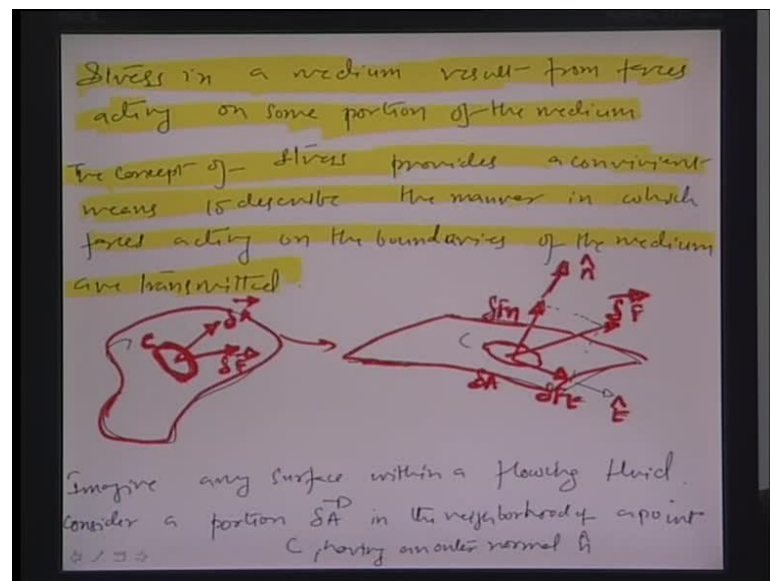 Stress in a medium result from forces
acting on some portion of the medium
The concept of stress provides a convinient
means to describe the manner in which
forces acting on the boundaries of the medium
are transmitted.
n̂
δFn
δF⃗
C
δA⃗
δF⃗
C
δA
δFt
t̂
Imagine any surface within a flowing fluid.
Consider a portion δA⃗ in the neighborhood of a point
C, having an outer normal n̂